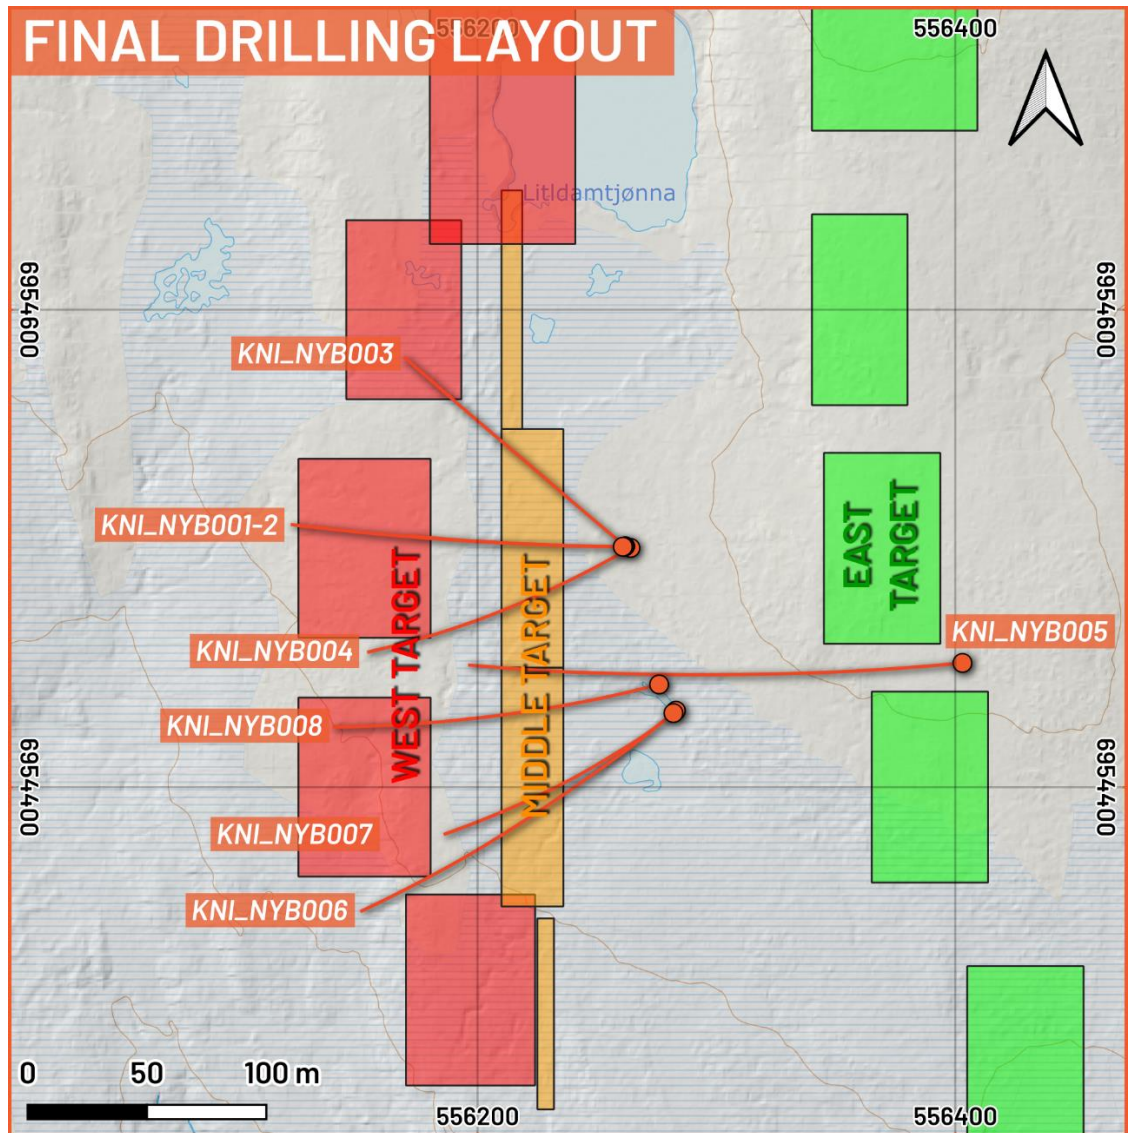 FINAL DRILLING LAYOUT
556200
556400
Litldamtjønna
6954600
6954600
KNI_NYB003
KNI_NYB001-2
EAST
TARGET
KNI_NYB004
KNI_NYB005
WEST TARGET
MIDDLE TARGET
KNI_NYB008
6954400
6954400
KNI_NYB007
KNI_NYB006
0 50 100 m
556200
556400